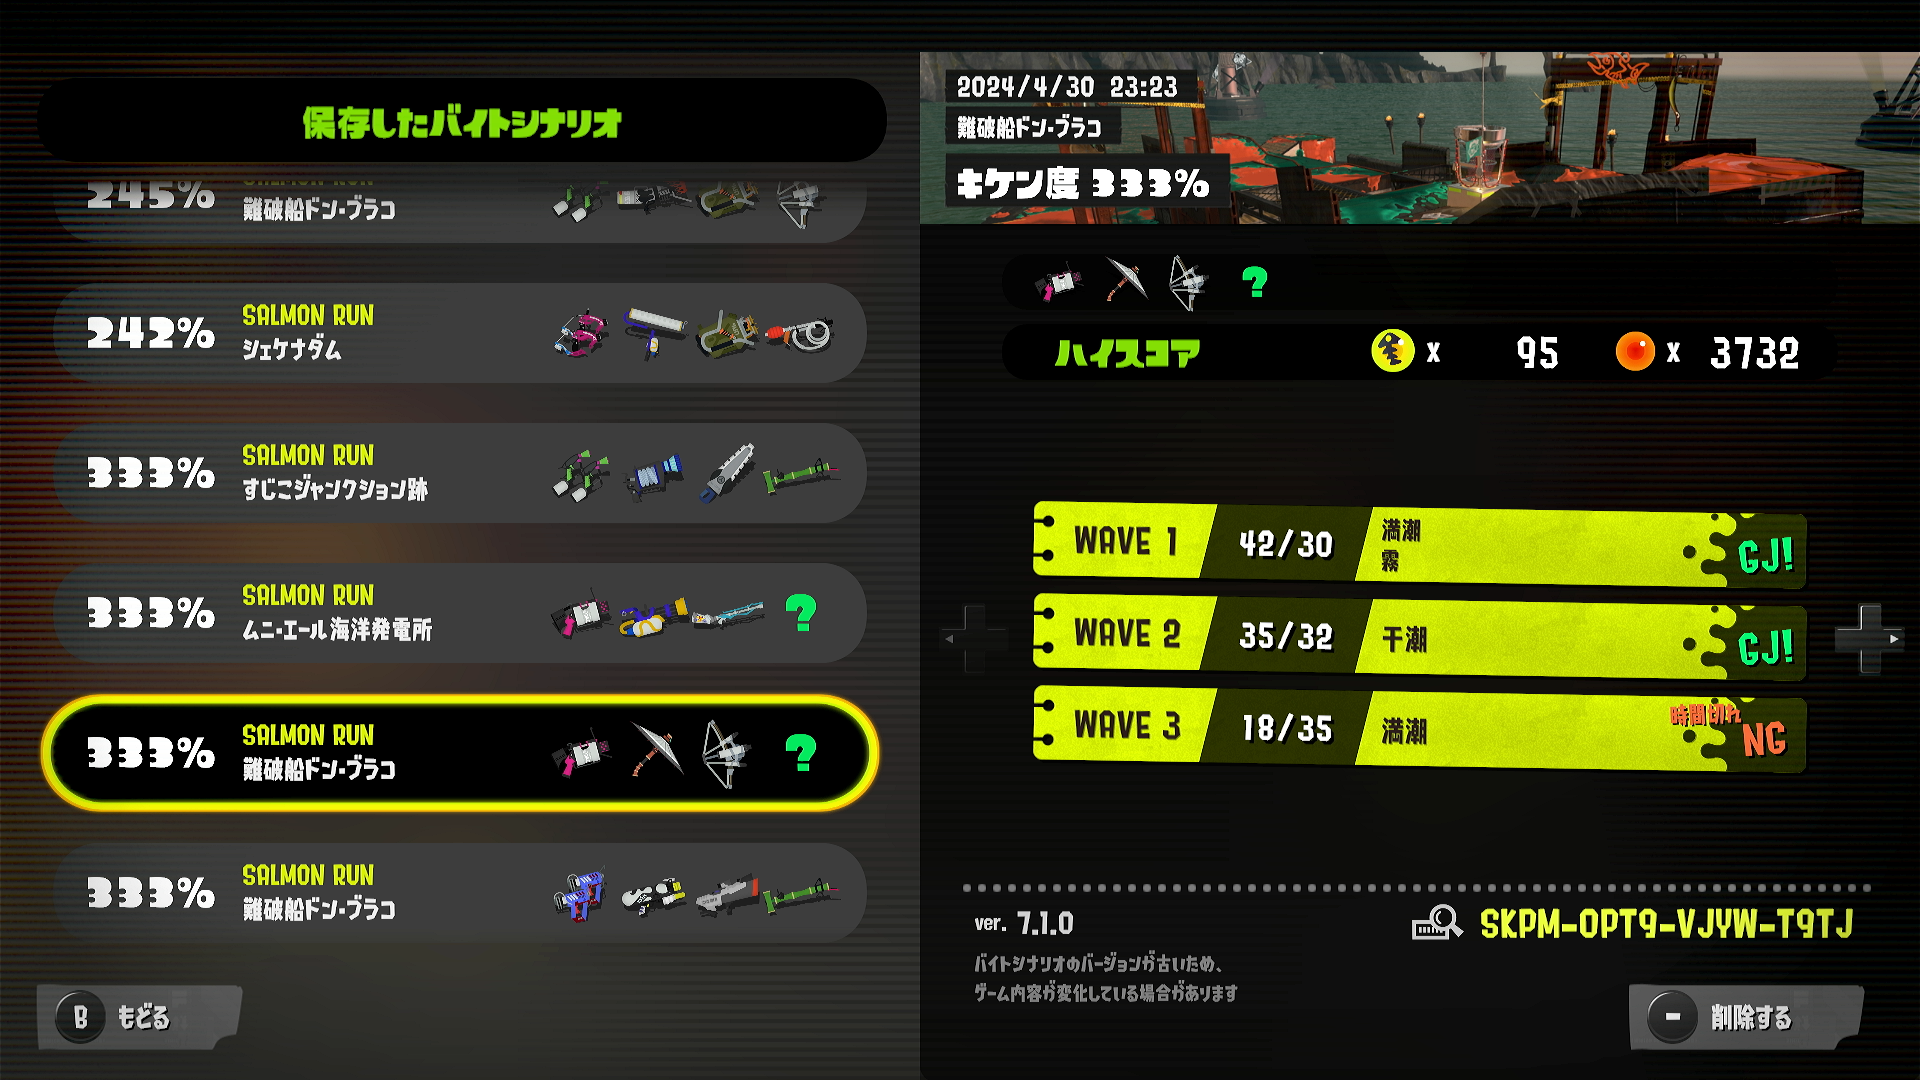 保存したバイトシナリオ
245%
SALMON RUN
難破船ドン・ブラコ
242%
SALMON RUN
シェケナダム
333%
SALMON RUN
すじこジャンクション跡
333%
SALMON RUN
ムニ・エール海洋発電所
?
333%
SALMON RUN
難破船ドン・ブラコ
?
333%
SALMON RUN
難破船ドン・ブラコ
B もどる
2024/4/30 23:23
難破船ドン・ブラコ
キケン度 333%
?
ハイスコア x 95 x 3732
WAVE 1 42/30 満潮
霧
GJ!
WAVE 2 35/32 干潮 GJ!
WAVE 3 18/35 満潮 時間切れ NG
ver. 7.1.0
SKPM-0PT9-VJYW-T9TJ
バイトシナリオのバージョンが古いため、
ゲーム内容が変化している場合があります
- 削除する